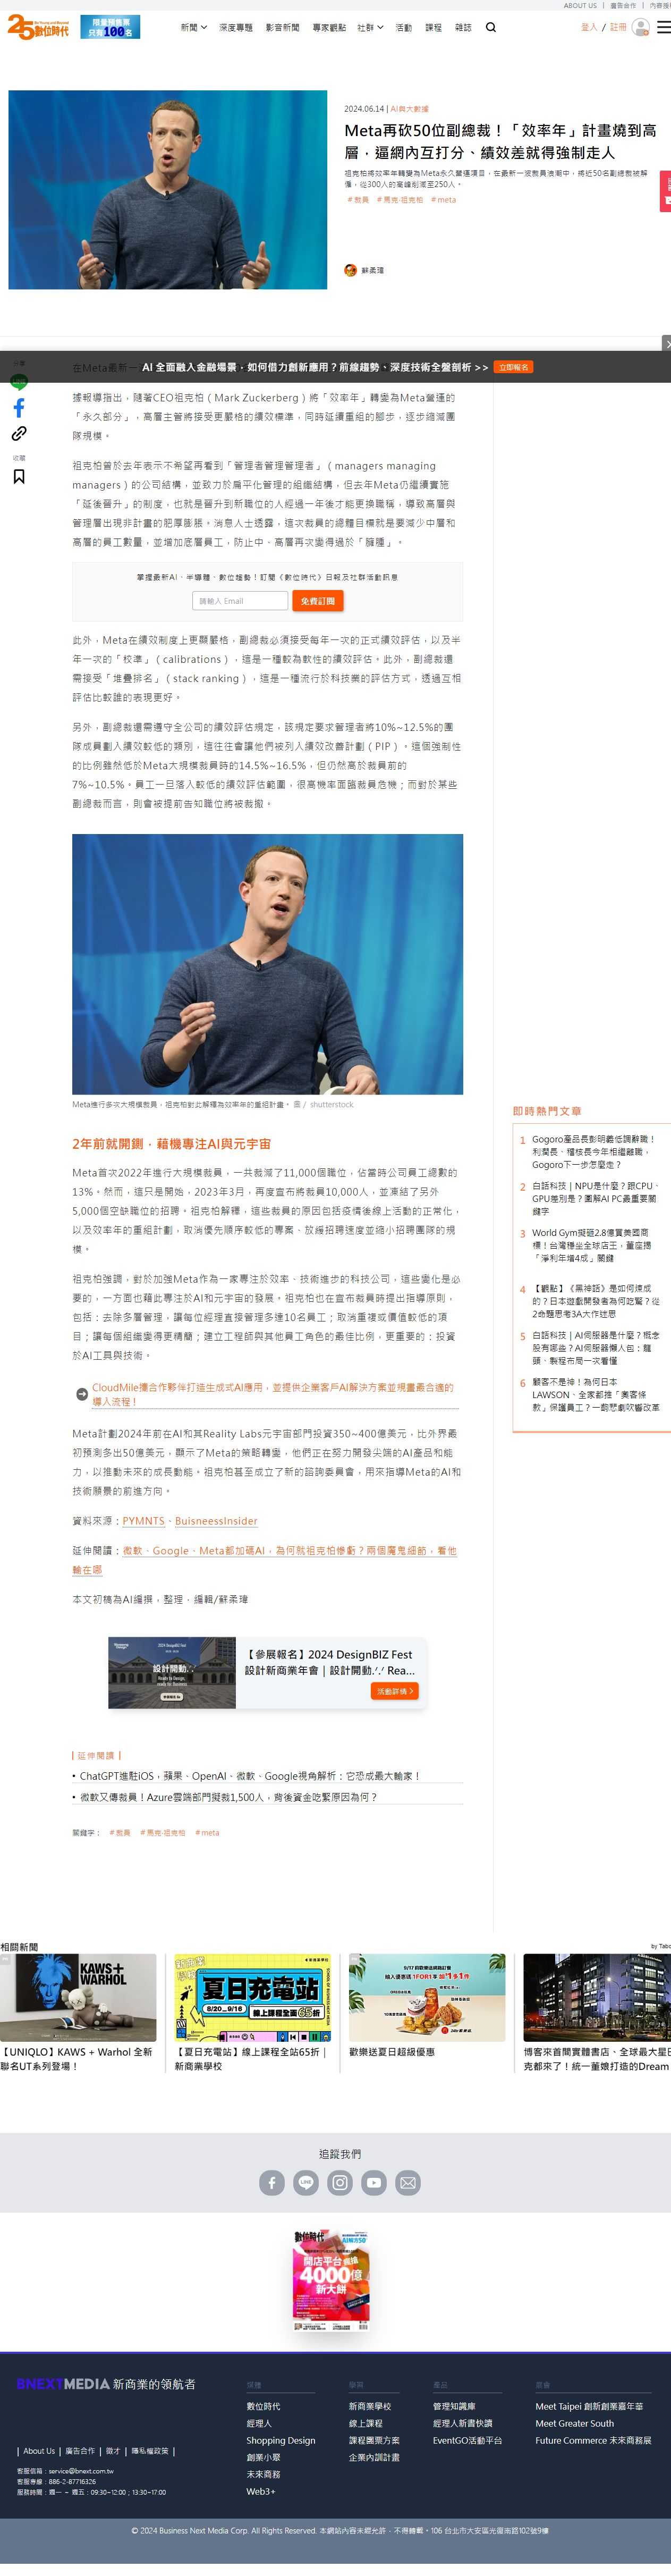 ABOUT US | 廣告合作 | 內容授
數位時代
限量預售票
只有100名
新聞
深度專題
影音新聞
專家觀點
社群
活動
課程
雜誌
登入 / 註冊
2024.06.14 | AI與大數據
Meta再砍50位副總裁！「效率年」計畫燒到高
層，逼網內互打分、績效差就得強制走人
祖克柏將效率年轉變為Meta永久營運項目，在最新一波裁員浪潮中，將近50名副總裁被解
僱，從300人的高峰削減至250人。
#裁員 #馬克·祖克柏 #meta
蘇柔瑋
分享
在Meta最新一
AI 全面融入金融場景，如何借力創新應用？前線趨勢、深度技術全盤剖析 >> 立即報名
據報導指出，隨著CEO祖克柏（Mark Zuckerberg）將「效率年」轉變為Meta營運的
「永久部分」，高層主管將接受更嚴格的績效標準，同時延續重組的腳步，逐步縮減團
隊規模。
收藏
祖克柏曾於去年表示不希望再看到「管理者管理管理者」（managers managing
managers）的公司結構，並致力於扁平化管理的組織結構，但去年Meta仍繼續實施
「延後晉升」的制度，也就是晉升到新職位的人經過一年後才能更換職稱，導致高層與
管理層出現非計畫的肥厚膨脹。消息人士透露，這次裁員的總體目標就是要減少中層和
高層的員工數量，並增加底層員工，防止中、高層再次變得過於「臃腫」。
掌握最新AI、半導體、數位趨勢！訂閱《數位時代》日報及社群活動訊息
請輸入 Email
免費訂閱
此外，Meta在績效制度上更顯嚴格，副總裁必須接受每年一次的正式績效評估，以及半
年一次的「校準」（calibrations），這是一種較為軟性的績效評估。此外，副總裁還
需接受「堆疊排名」（stack ranking），這是一種流行於科技業的評估方式，透過互相
評估比較誰的表現更好。
另外，副總裁還需遵守全公司的績效評估規定，該規定要求管理者將10%~12.5%的團
隊成員劃入績效較低的類別，這往往會讓他們被列入績效改善計劃（PIP）。這個強制性
的比例雖然低於Meta大規模裁員時的14.5%~16.5%，但仍然高於裁員前的
7%~10.5%。員工一旦落入較低的績效評估範圍，很高機率面臨裁員危機；而對於某些
副總裁而言，則會被提前告知職位將被裁撤。
Meta進行多次大規模裁員，祖克柏對此解釋為效率年的重組計畫。 圖 / shutterstock
2年前就開鍘，藉機專注AI與元宇宙
Meta首次2022年進行大規模裁員，一共裁減了11,000個職位，佔當時公司員工總數的
13%。然而，這只是開始，2023年3月，再度宣布將裁員10,000人，並凍結了另外
5,000個空缺職位的招聘。祖克柏解釋，這些裁員的原因包括疫情後線上活動的正常化，
以及效率年的重組計劃，取消優先順序較低的專案、放緩招聘速度並縮小招聘團隊的規
模。
祖克柏強調，對於加強Meta作為一家專注於效率、技術進步的科技公司，這些變化是必
要的，一方面也藉此專注於AI和元宇宙的發展。祖克柏也在宣布裁員時提出指導原則，
包括：去除多層管理，讓每位經理直接管理多達10名員工；取消重複或價值較低的項
目；讓每個組織變得更精簡；建立工程師與其他員工角色的最佳比例，更重要的：投資
於AI工具與技術。
CloudMile攜合作夥伴打造生成式AI應用，並提供企業客戶AI解決方案並規畫最合適的
導入流程！
Meta計劃2024年前在AI和其Reality Labs元宇宙部門投資350~400億美元，比外界最
初預測多出50億美元，顯示了Meta的策略轉變，他們正在努力開發尖端的AI產品和能
力，以推動未來的成長動能。祖克柏甚至成立了新的諮詢委員會，用來指導Meta的AI和
技術願景的前進方向。
資料來源：PYMNTS、BuisneessInsider
延伸閱讀：微軟、Google、Meta都加碼AI，為何就祖克柏慘虧？兩個魔鬼細節，看他
輸在哪
本文初稿為AI編撰，整理．編輯/蘇柔瑋
即時熱門文章
1 Gogoro產品長彭明義低調辭職！
利潤長、稽核長今年相繼離職，
Gogoro下一步怎麼走？
2 白話科技｜NPU是什麼？跟CPU、
GPU差別是？圖解AI PC最重要關
鍵字
3 World Gym擬砸2.8億買美國商
標！台灣穩坐全球店王，董座揭
「淨利年增4成」關鍵
4 【觀點】《黑神話》是如何煉成
的？日本遊戲開發者為何吃驚？從
2命題思考3A大作迷思
5 白話科技｜AI伺服器是什麼？概念
股有哪些？AI伺服器懶人包：龍
頭、製程布局一次看懂
6 顧客不是神！為何日本
LAWSON、全家都推「奧客條
款」保護員工？一齣悲劇吹響改革
設計開動
【參展報名】2024 DesignBIZ Fest
設計新商業年會｜設計開動.ᐟ.ᐟ Rea...
活動詳情
延伸閱讀
• ChatGPT進駐iOS，蘋果、OpenAI、微軟、Google視角解析：它恐成最大輸家！
• 微軟又傳裁員！Azure雲端部門擬裁1,500人，背後資金吃緊原因為何？
關鍵字： #裁員 #馬克·祖克柏 #meta
相關新聞
by Tabo
KAWS+
WARHOL
夏日充電站
8/20_9/16
線上課程全面65折
【UNIQLO】KAWS + Warhol 全新
聯名UT系列登場！
【夏日充電站】線上課程全站65折｜
新商業學校
歡樂送夏日超級優惠
博客來首間實體書店、全球最大星巴
克都來了！統一董娘打造的Dream
追蹤我們
數位時代
開店平台
4000億
新大餅
BNEXTMEDIA 新商業的領航者
| About Us | 廣告合作 | 徵才 | 隱私權政策 |
客服信箱：service@bnext.com.tw
客服專線：886-2-87716326
服務時間：週一 ~ 週五：09:30~12:00；13:30~17:00
媒體
數位時代
經理人
Shopping Design
創業小聚
未來商務
Web3+
學習
新商業學校
線上課程
課程團票方案
企業內訓計畫
產品
管理知識庫
經理人新書快讀
EventGO活動平台
盛會
Meet Taipei 創新創業嘉年華
Meet Greater South
Future Commerce 未來商務展
© 2024 Business Next Media Corp. All Rights Reserved. 本網站內容未經允許，不得轉載。106 台北市大安區光復南路102號9樓